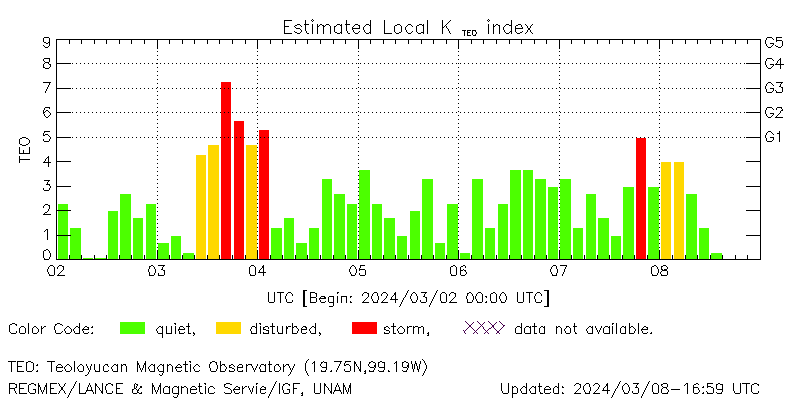 Estimated Local K TEO index
9 G5
8 G4
7 G3
6 G2
5 G1
4
3
2
1
0
TEO
02 03 04 05 06 07 08
UTC [Begin: 2024/03/02 00:00 UTC]
Color Code: quiet, disturbed, storm, data not available.
TEO: Teoloyucan Magnetic Observatory (19.75N,99.19W)
REGMEX/LANCE & Magnetic Servie/IGF, UNAM Updated: 2024/03/08-16:59 UTC